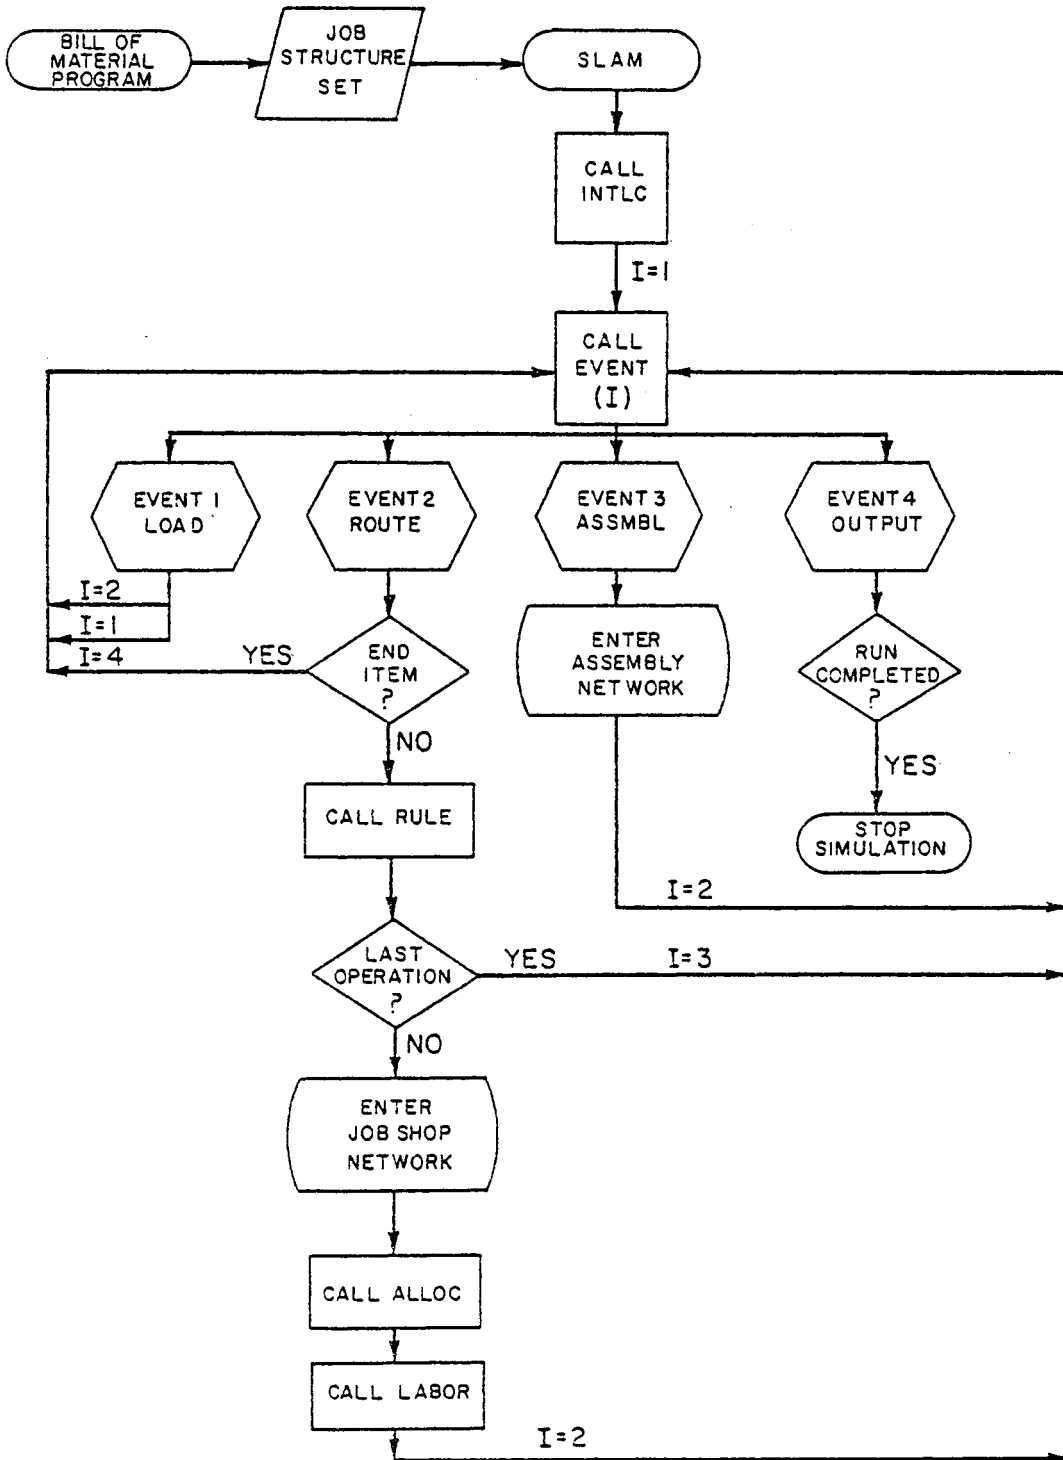 BILL OF
MATERIAL
PROGRAM
JOB
STRUCTURE
SET
SLAM
CALL
INTLC
I=1
CALL
EVENT
(I)
EVENT 1
LOAD
EVENT 2
ROUTE
EVENT 3
ASSMBL
EVENT 4
OUTPUT
I=2
I=1
I=4
YES
END
ITEM
?
ENTER
ASSEMBLY
NETWORK
RUN
COMPLETED
?
NO
YES
CALL RULE
STOP
SIMULATION
I=2
LAST
OPERATION
?
YES
I=3
NO
ENTER
JOB SHOP
NETWORK
CALL ALLOC
CALL LABOR
I=2